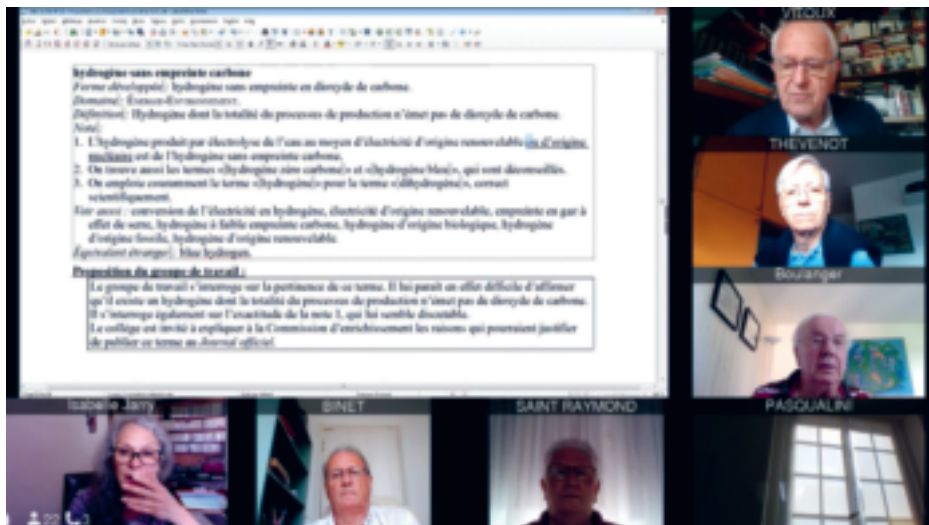 hydrogène sans empreinte carbone
Forme développée : hydrogène sans empreinte en dioxyde de carbone.
Domaine : ÉNERGIE-ENVIRONNEMENT.
Définition : Hydrogène dont la totalité du processus de production n'émet pas de dioxyde de carbone.
Note :
1. L'hydrogène produit par électrolyse de l'eau au moyen d'électricité d'origine renouvelable ou d'origine
nucléaire est de l'hydrogène sans empreinte carbone.
2. On trouve aussi les termes « hydrogène zéro carbone » et « hydrogène bleu », qui sont déconseillés.
3. On emploie couramment le terme « hydrogène » pour le terme « dihydrogène », correct
scientifiquement.
Voir aussi : conversion de l'électricité en hydrogène, électricité d'origine renouvelable, empreinte en gaz à
effet de serre, hydrogène à faible empreinte carbone, hydrogène d'origine biologique, hydrogène
d'origine fossile, hydrogène d'origine renouvelable.
Équivalent étranger : blue hydrogen.
Proposition du groupe de travail :
Le groupe de travail s'interroge sur la pertinence de ce terme. Il lui paraît en effet difficile d'affirmer
qu'il existe un hydrogène dont la totalité du processus de production n'émet pas de dioxyde de carbone.
Il s'interroge également sur l'exactitude de la note 1, qui lui semble discutable.
Le collège est invité à expliquer à la Commission d'enrichissement les raisons qui pourraient justifier
de publier ce terme au Journal officiel.
VITOUX
THEVENOT
Boulanger
Isabelle Jarry
BINET
SAINT RAYMOND
PASQUALINI
22 3